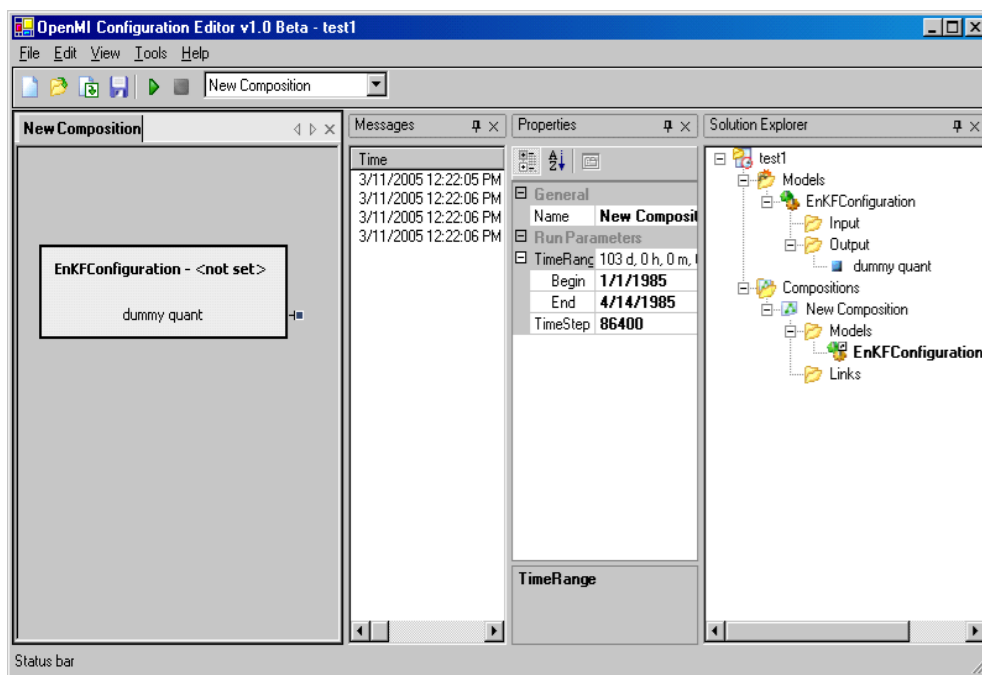 OpenMI Configuration Editor v1.0 Beta - test1
File Edit View Tools Help
New Composition
New Composition
EnKFConfiguration - <not set>
dummy quant
Messages
Time
3/11/2005 12:22:05 PM
3/11/2005 12:22:06 PM
3/11/2005 12:22:06 PM
3/11/2005 12:22:06 PM
Properties
General
Name New Composi
Run Parameters
TimeRang 103 d, 0 h, 0 m,
Begin 1/1/1985
End 4/14/1985
TimeStep 86400
TimeRange
Solution Explorer
test1
Models
EnKFConfiguration
Input
Output
dummy quant
Compositions
New Composition
Models
EnKFConfiguration
Links
Status bar